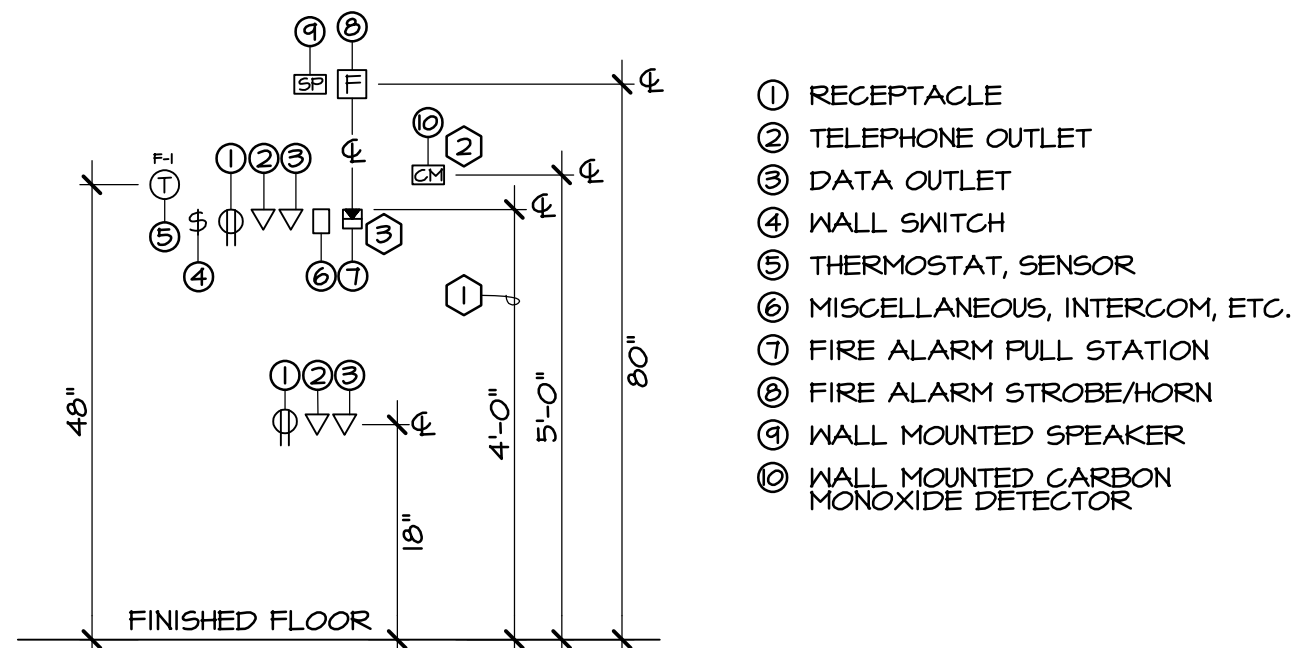 9 8
SP F ℄
10
F-1 1 2 3 ℄ 2
T CM ℄
$ ℄
5 3
4 6 7
1
1 2 3
48" 4'-0" 5'-0" 80"
℄
18"
FINISHED FLOOR
1 RECEPTACLE
2 TELEPHONE OUTLET
3 DATA OUTLET
4 WALL SWITCH
5 THERMOSTAT, SENSOR
6 MISCELLANEOUS, INTERCOM, ETC.
7 FIRE ALARM PULL STATION
8 FIRE ALARM STROBE/HORN
9 WALL MOUNTED SPEAKER
10 WALL MOUNTED CARBON
MONOXIDE DETECTOR